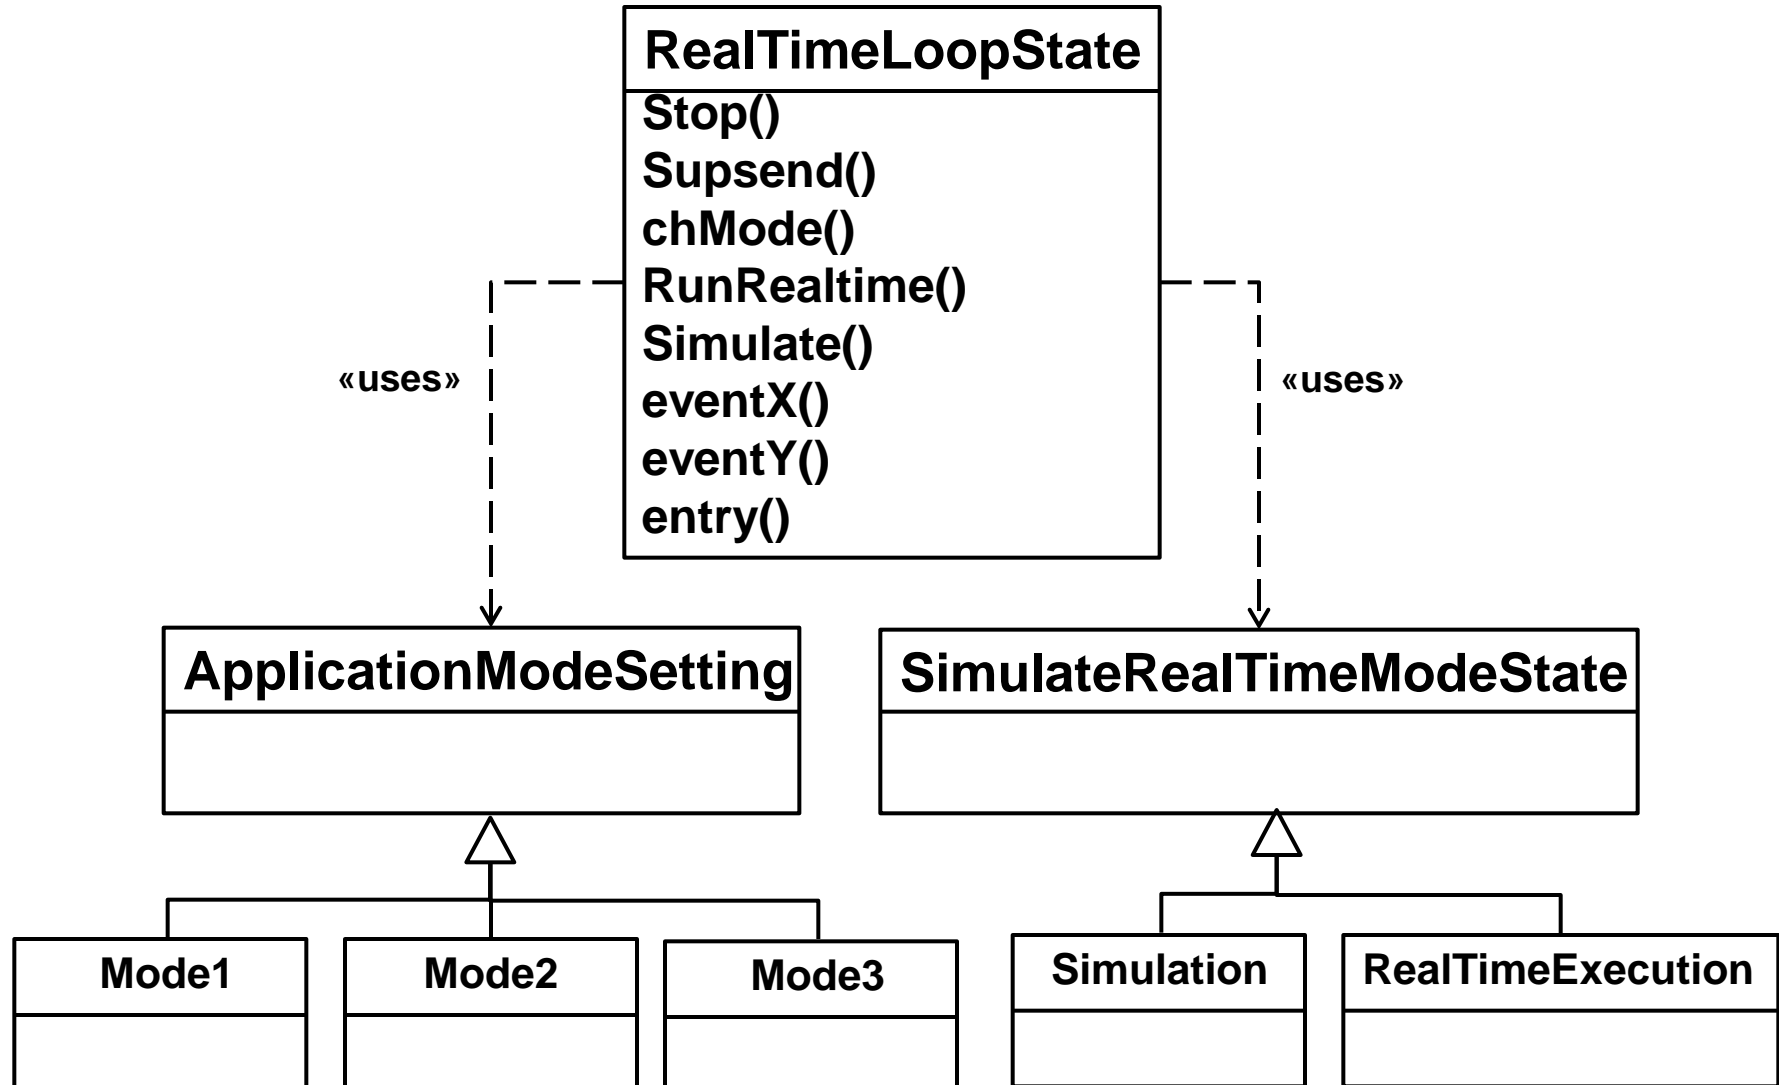 RealTimeLoopState
Stop()
Supsend()
chMode()
RunRealtime()
Simulate()
eventX()
eventY()
entry()
«uses»
«uses»
ApplicationModeSetting
SimulateRealTimeModeState
Mode1
Mode2
Mode3
Simulation
RealTimeExecution